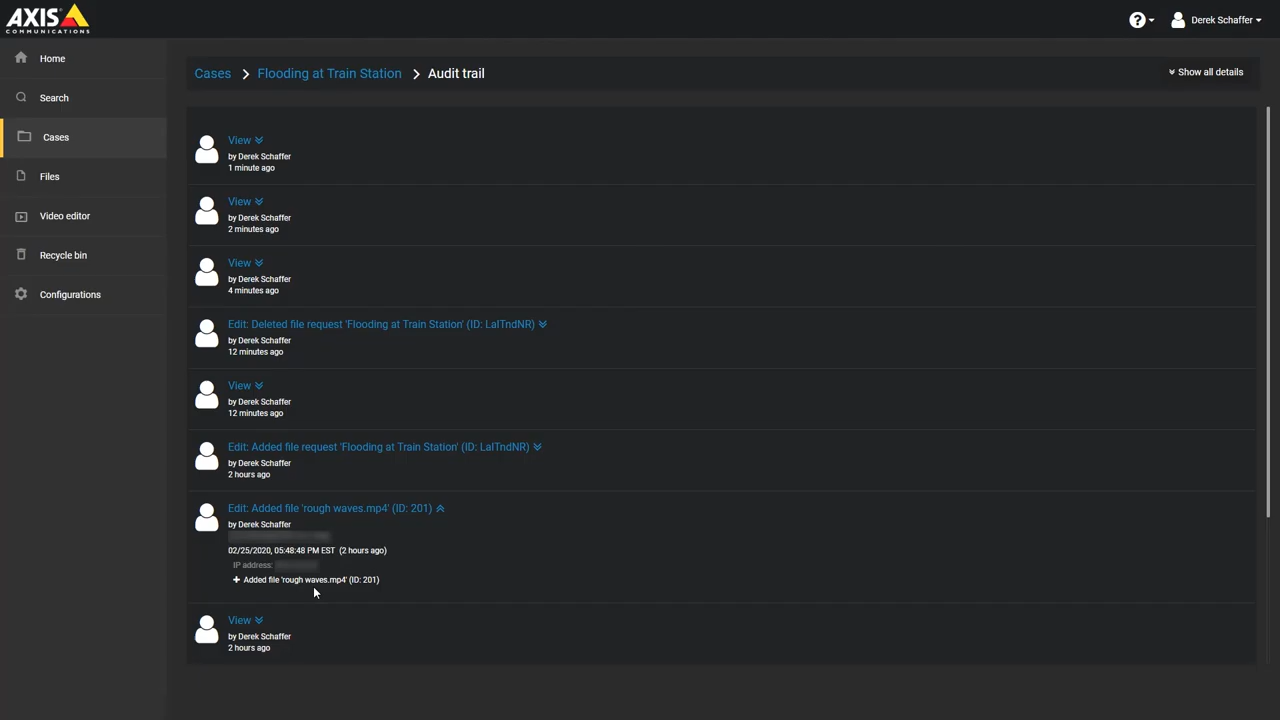 AXIS
COMMUNICATIONS
Derek Schaffer
Home
Search
Cases
Files
Video editor
Recycle bin
Configurations
Cases > Flooding at Train Station > Audit trail
Show all details
View
by Derek Schaffer
1 minute ago
View
by Derek Schaffer
2 minutes ago
View
by Derek Schaffer
4 minutes ago
Edit: Deleted file request 'Flooding at Train Station' (ID: LaITndNR)
by Derek Schaffer
12 minutes ago
View
by Derek Schaffer
12 minutes ago
Edit: Added file request 'Flooding at Train Station' (ID: LaITndNR)
by Derek Schaffer
2 hours ago
Edit: Added file 'rough waves.mp4' (ID: 201)
by Derek Schaffer
02/25/2020, 05:48:48 PM EST (2 hours ago)
IP address:
+ Added file 'rough waves.mp4' (ID: 201)
View
by Derek Schaffer
2 hours ago